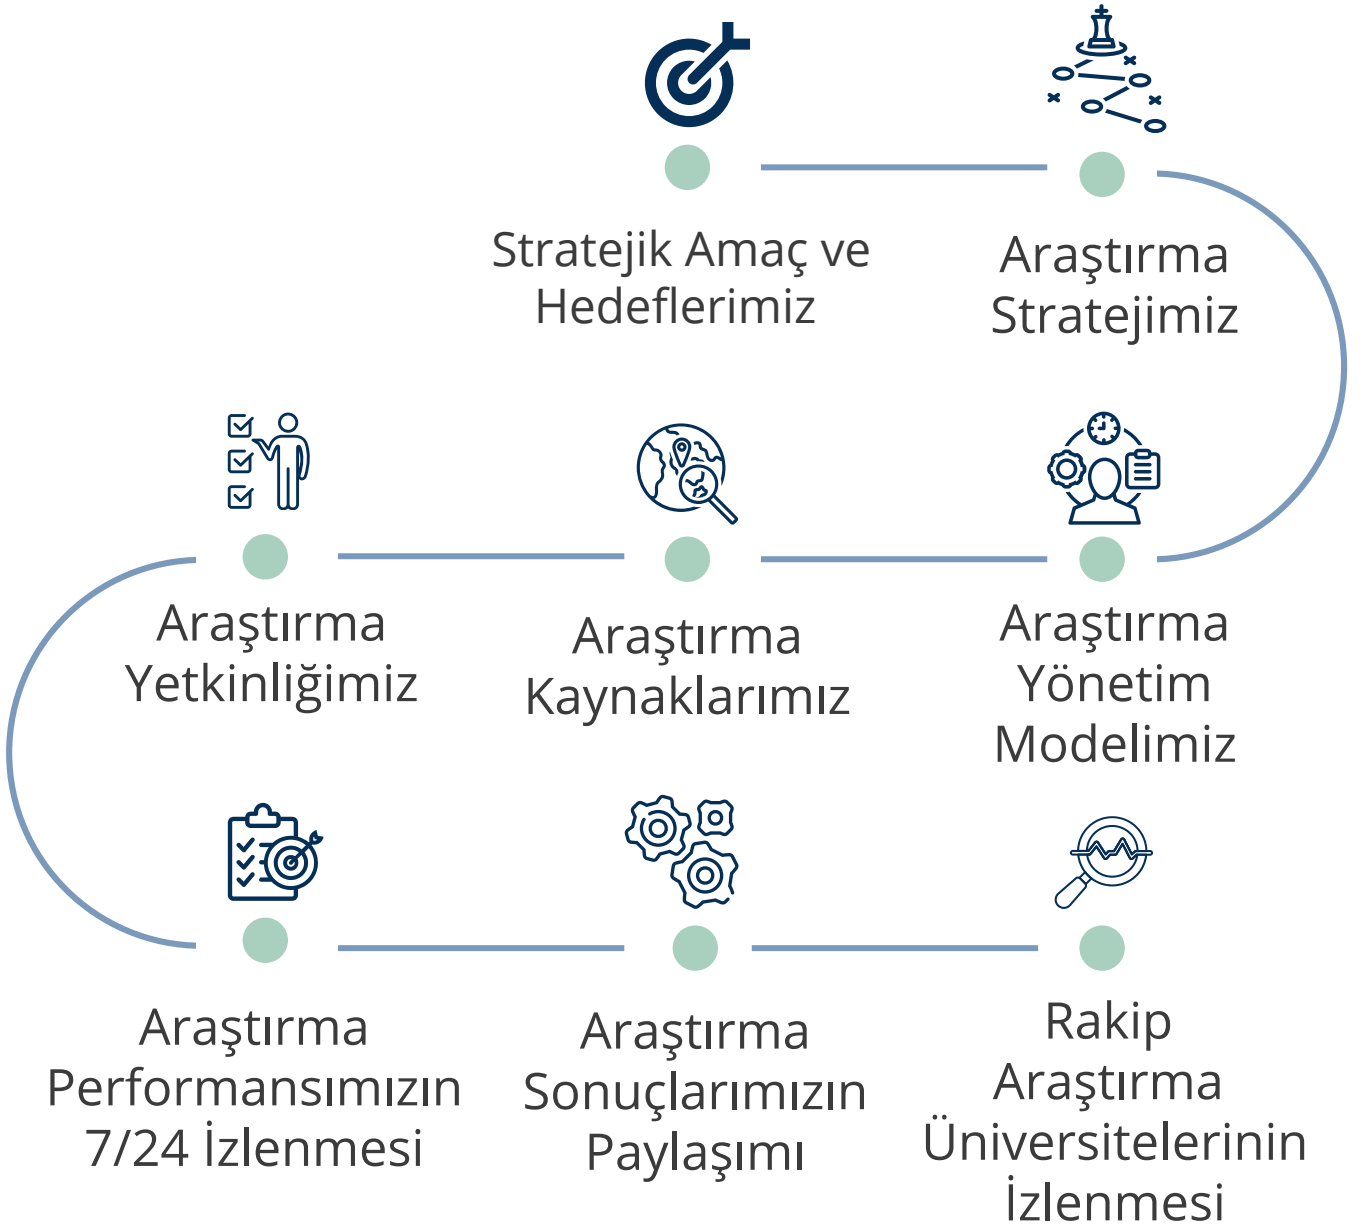 Stratejik Amaç ve
Hedeflerimiz
Araştırma
Stratejimiz
Araştırma
Yönetim
Modelimiz
Araştırma
Kaynaklarımız
Araştırma
Yetkinliğimiz
Araştırma
Performansımızın
7/24 İzlenmesi
Araştırma
Sonuçlarımızın
Paylaşımı
Rakip
Araştırma
Üniversitelerinin
İzlenmesi